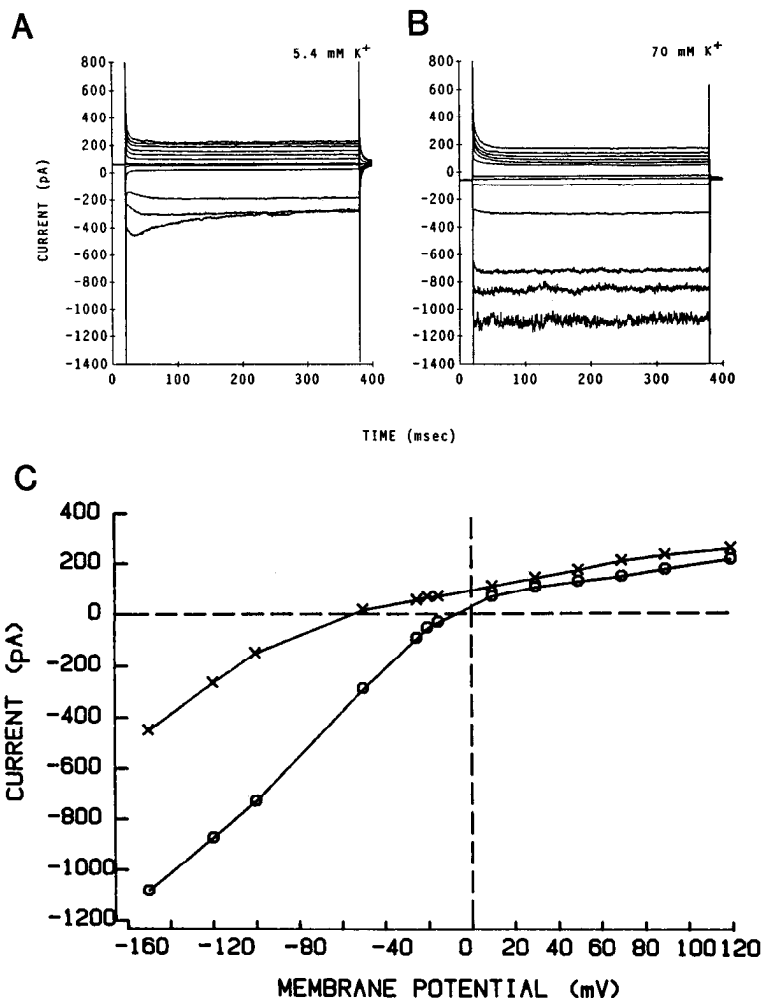 A
5.4 mM K+
800
600
400
200
0
-200
-400
-600
-800
-1000
-1200
-1400
CURRENT (pA)
0 100 200 300 400
B
70 mM K+
800
600
400
200
0
-200
-400
-600
-800
-1000
-1200
-1400
0 100 200 300 400
TIME (msec)
C
400
200
0
-200
-400
-600
-800
-1000
-1200
CURRENT (pA)
-160 -120 -80 -40 0 20 40 60 80 100 120
MEMBRANE POTENTIAL (mV)